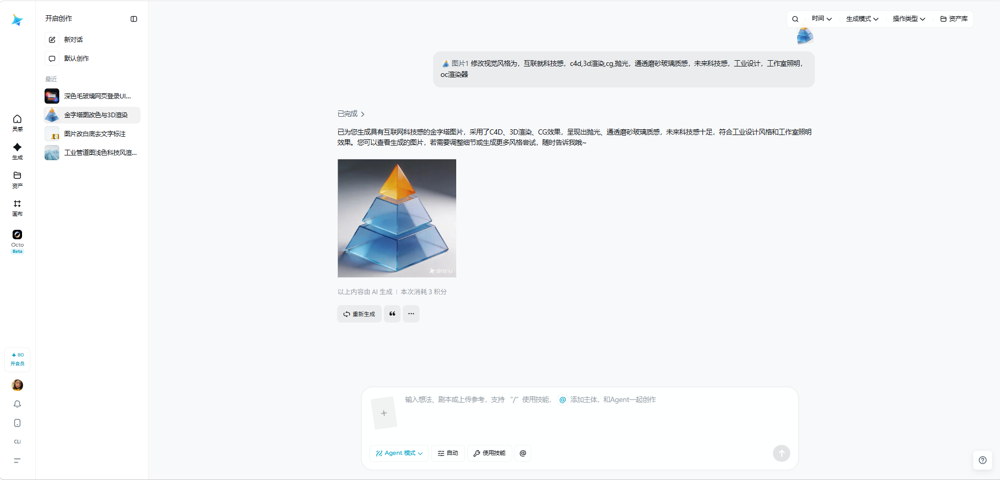 开启创作
新对话
默认创作
最近
深色毛玻璃网页登录UI...
金字塔图改色与3D渲染
图片改白底去文字标注
工业管道图浅色科技风渲...
灵感
生成
资产
画布
Octo
Beta
80
开会员
CLI
时间
生成模式
操作类型
资产库
图片1 修改视觉风格为，互联就科技感，c4d,3d渲染,cg,抛光，通透磨砂玻璃质感，未来科技感，工业设计，工作室照明，
oc渲染器
已完成
已为您生成具有互联网科技感的金字塔图片，采用了C4D、3D渲染、CG效果，呈现出抛光、通透磨砂玻璃质感，未来科技感十足，符合工业设计风格和工作室照明
效果。您可以查看生成的图片，若需要调整细节或生成更多风格尝试，随时告诉我哦~
即梦AI
以上内容由 AI 生成 | 本次消耗 3 积分
重新生成
输入想法、剧本或上传参考，支持 “/” 使用技能， @ 添加主体，和Agent一起创作
Agent 模式
自动
使用技能
@